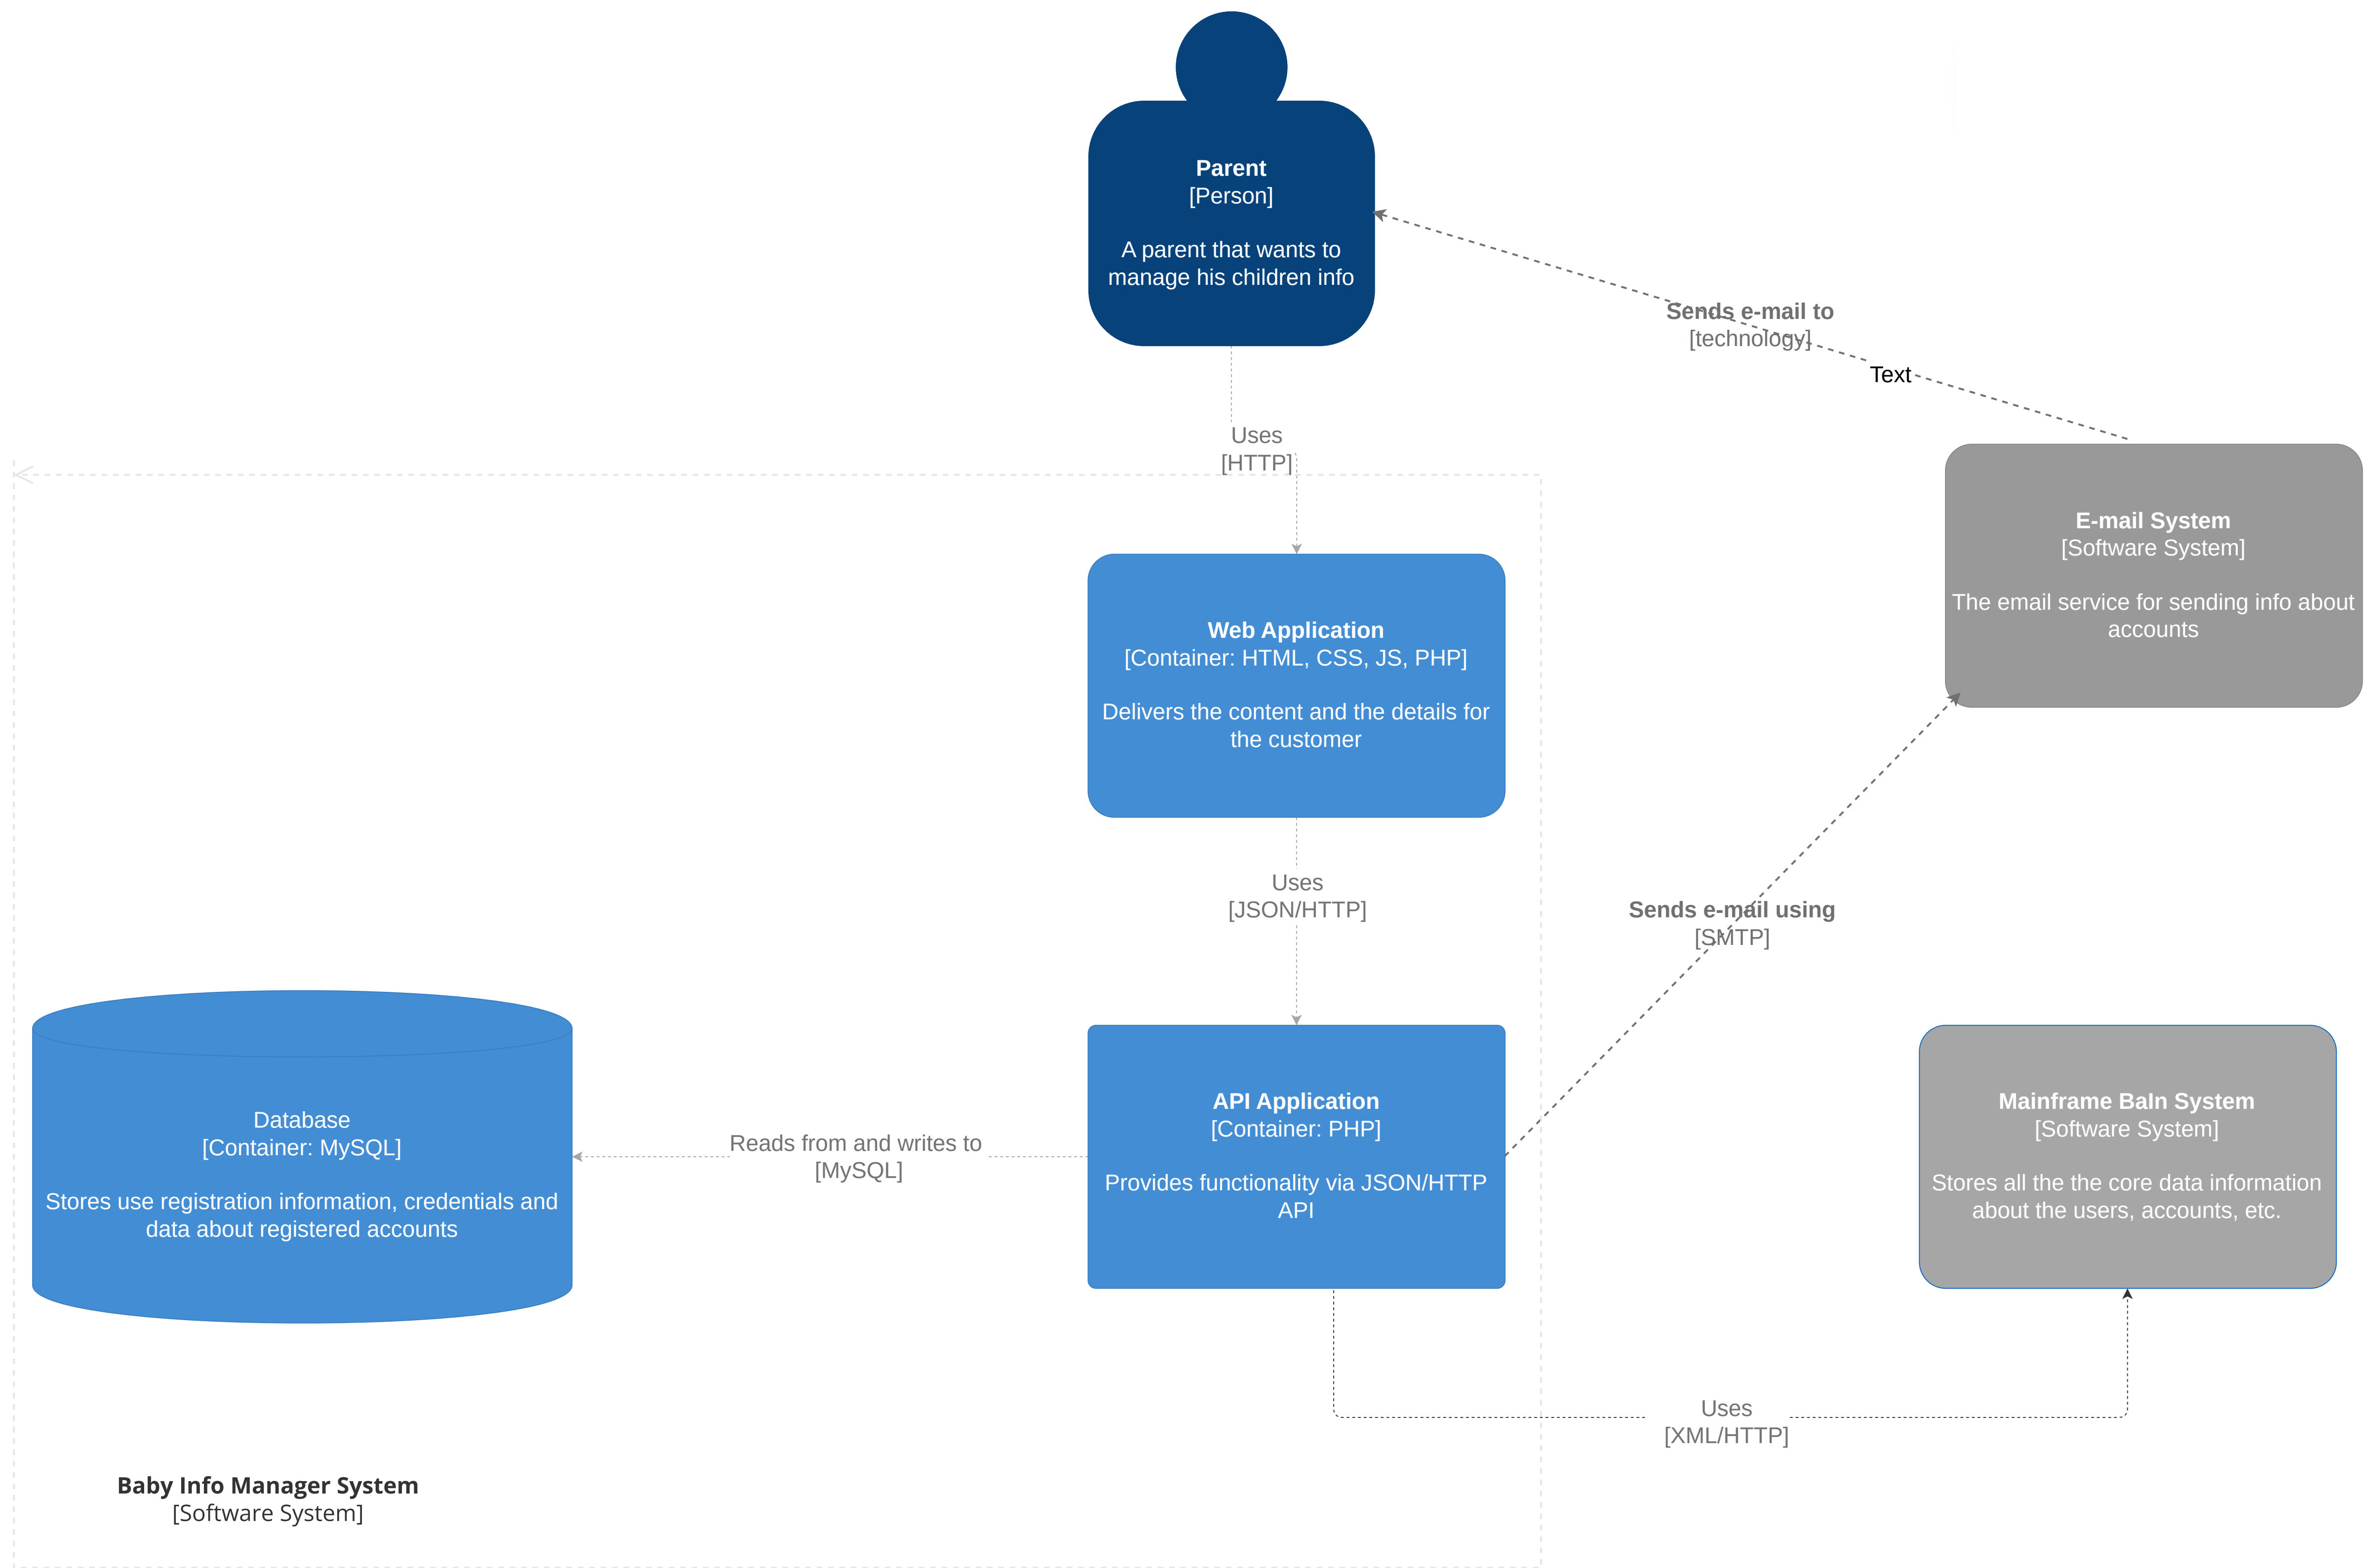 Parent
[Person]
A parent that wants to
manage his children info
Sends e-mail to
[technology]
Text
Uses
[HTTP]
E-mail System
[Software System]
The email service for sending info about
accounts
Web Application
[Container: HTML, CSS, JS, PHP]
Delivers the content and the details for
the customer
Uses
[JSON/HTTP]
Sends e-mail using
[SMTP]
Database
[Container: MySQL]
Stores use registration information, credentials and
data about registered accounts
Reads from and writes to
[MySQL]
API Application
[Container: PHP]
Provides functionality via JSON/HTTP
API
Mainframe BaIn System
[Software System]
Stores all the the core data information
about the users, accounts, etc.
Uses
[XML/HTTP]
Baby Info Manager System
[Software System]